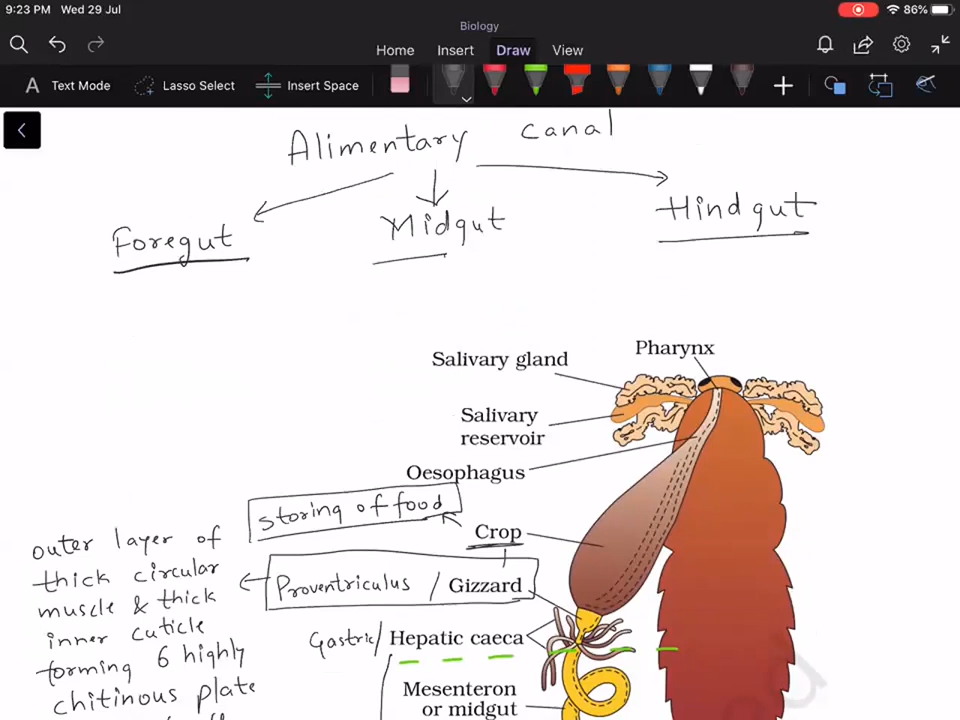 9:23 PM Wed 29 Jul
86%
Biology
Home Insert Draw View
A Text Mode Lasso Select Insert Space
Alimentary canal
Foregut Midgut Hindgut
Salivary gland
Pharynx
Salivary
reservoir
Oesophagus
storing of food
Crop
Proventriculus / Gizzard
outer layer of
thick circular
muscle & thick
inner cuticle
forming 6 highly
chitinous plate
Gastric/ Hepatic caeca
Mesenteron
or midgut